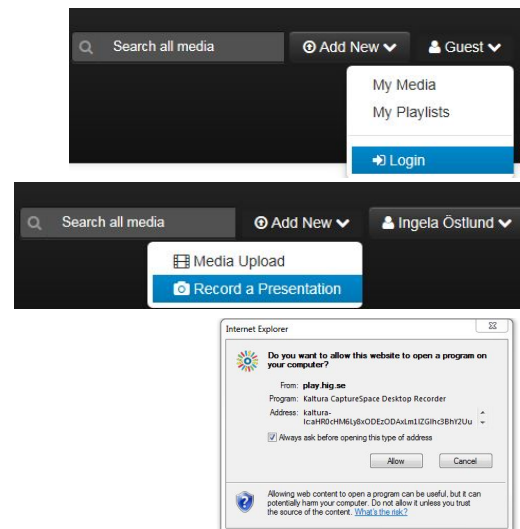 Search all media
Add New
Guest
My Media
My Playlists
Login
Search all media
Add New
Ingela Östlund
Media Upload
Record a Presentation
Internet Explorer
Do you want to allow this website to open a program on
your computer?
From: play.hig.se
Program: Kaltura CaptureSpace Desktop Recorder
Address: kaltura-
Always ask before opening this type of address
Allow
Cancel
Allowing web content to open a program can be useful, but it can
potentially harm your computer. Do not allow it unless you trust
the source of the content. What's the risk?